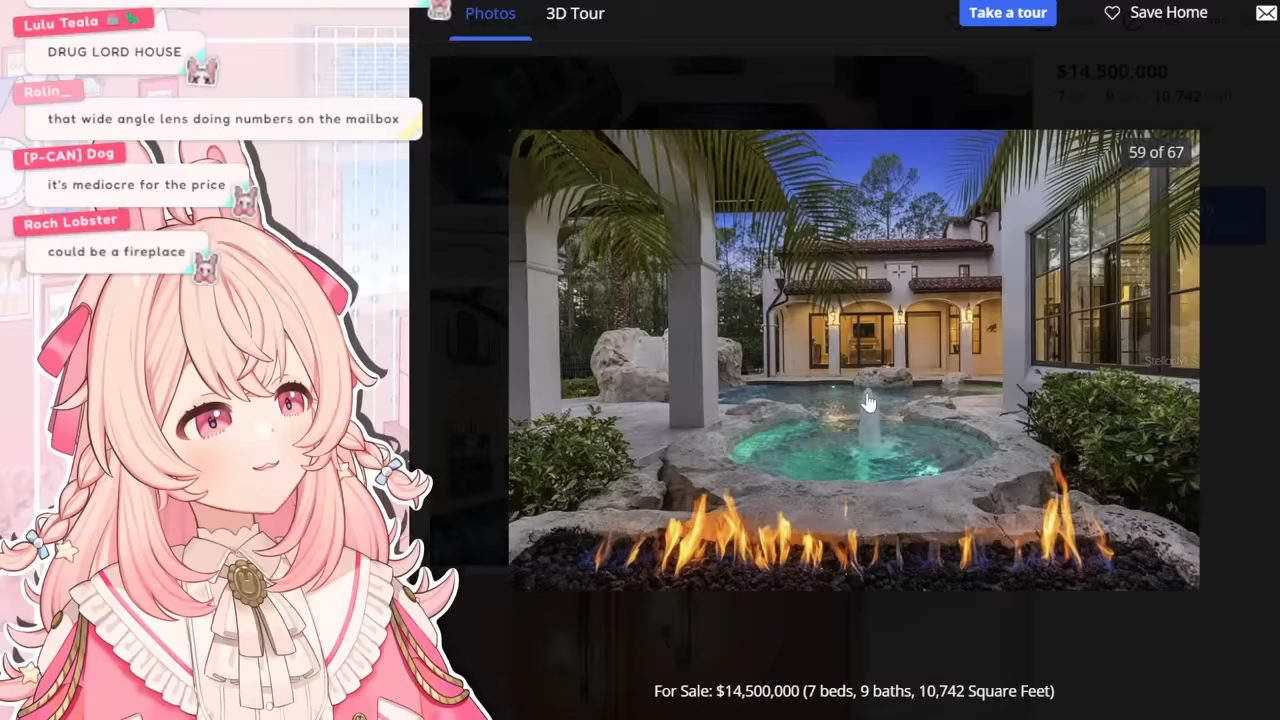 Photos
3D Tour
Take a tour
Save Home
Lulu Teala
DRUG LORD HOUSE
Rolin_
that wide angle lens doing numbers on the mailbox
[P-CAN] Dog
it's mediocre for the price
Roch Lobster
could be a fireplace
$14,500,000
10,742
59 of 67
For Sale: $14,500,000 (7 beds, 9 baths, 10,742 Square Feet)